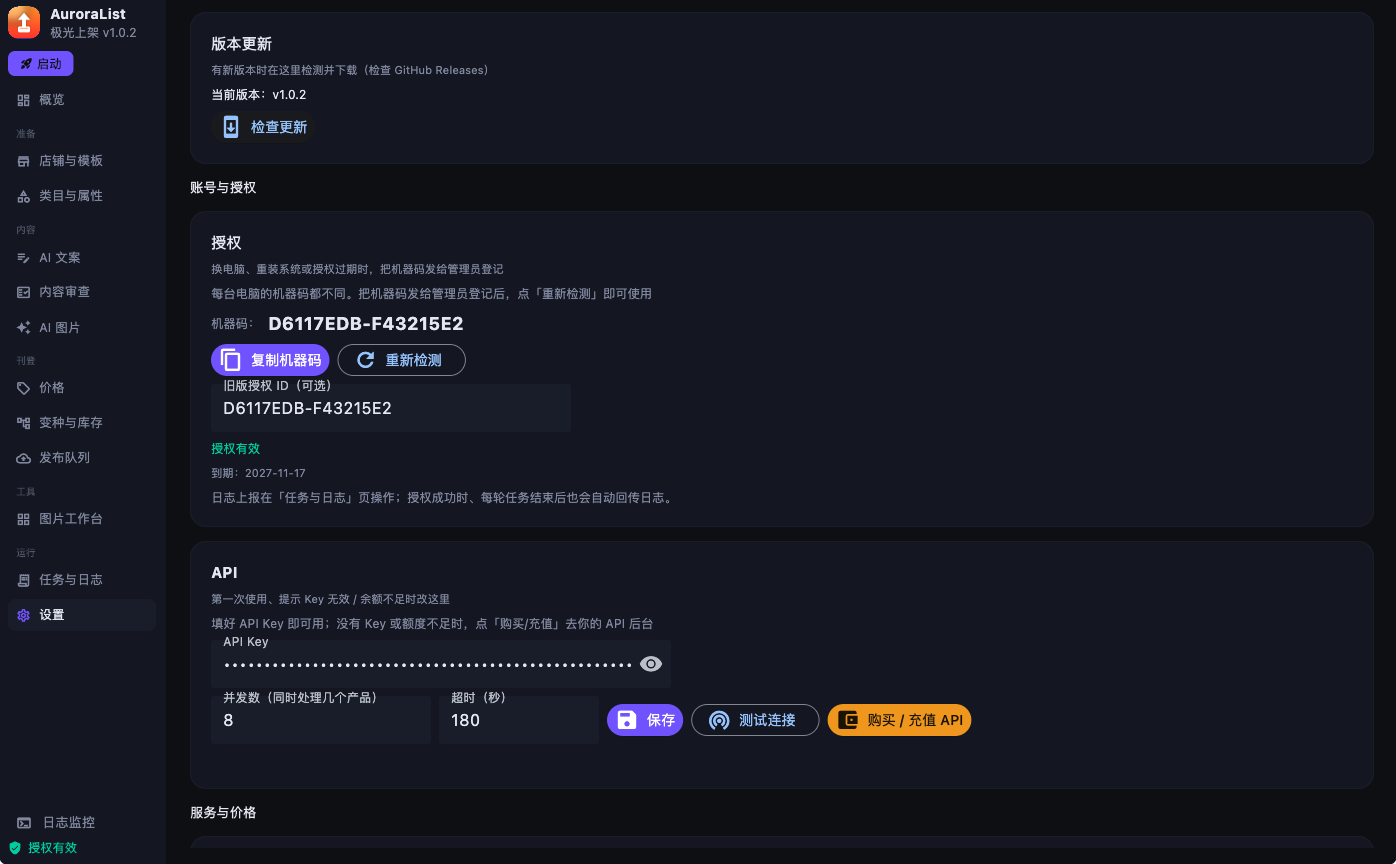 AuroraList
极光上架 v1.0.2
启动
概览
准备
店铺与模板
类目与属性
内容
AI 文案
内容审查
AI 图片
刊登
价格
变种与库存
发布队列
工具
图片工作台
运行
任务与日志
设置
日志监控
授权有效
版本更新
有新版本时在这里检测并下载（检查 GitHub Releases）
当前版本：v1.0.2
检查更新
账号与授权
授权
换电脑、重装系统或授权过期时，把机器码发给管理员登记
每台电脑的机器码都不同。把机器码发给管理员登记后，点「重新检测」即可使用
机器码： D6117EDB-F43215E2
复制机器码 重新检测
旧版授权 ID（可选）
D6117EDB-F43215E2
授权有效
到期：2027-11-17
日志上报在「任务与日志」页操作；授权成功时、每轮任务结束后也会自动回传日志。
API
第一次使用、提示 Key 无效 / 余额不足时改这里
填好 API Key 即可用；没有 Key 或额度不足时，点「购买/充值」去你的 API 后台
API Key
并发数（同时处理几个产品） 超时（秒）
8 180 保存 测试连接 购买 / 充值 API
服务与价格